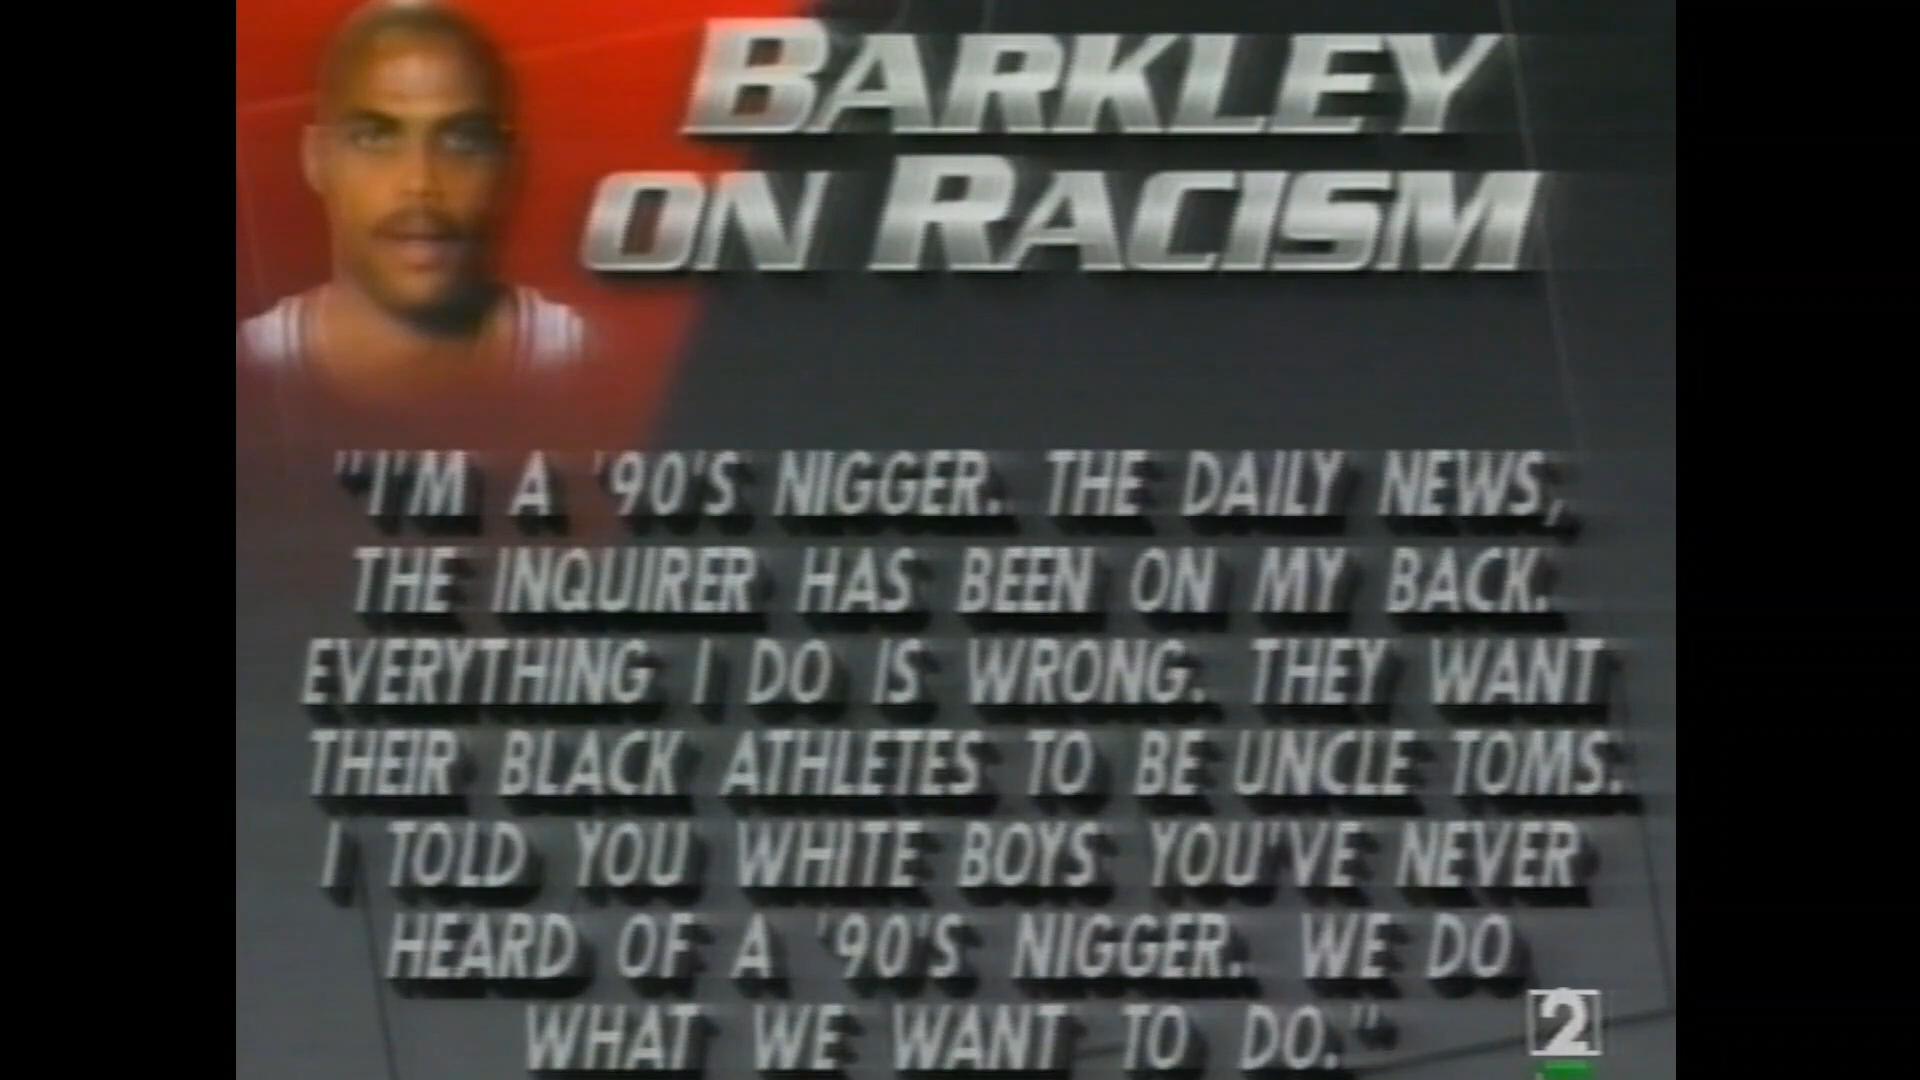 BARKLEY
ON RACISM
"I'M A '90'S NIGGER. THE DAILY NEWS,
THE INQUIRER HAS BEEN ON MY BACK.
EVERYTHING I DO IS WRONG. THEY WANT
THEIR BLACK ATHLETES TO BE UNCLE TOMS.
I TOLD YOU WHITE BOYS YOU'VE NEVER
HEARD OF A '90'S NIGGER. WE DO
WHAT WE WANT TO DO."
2